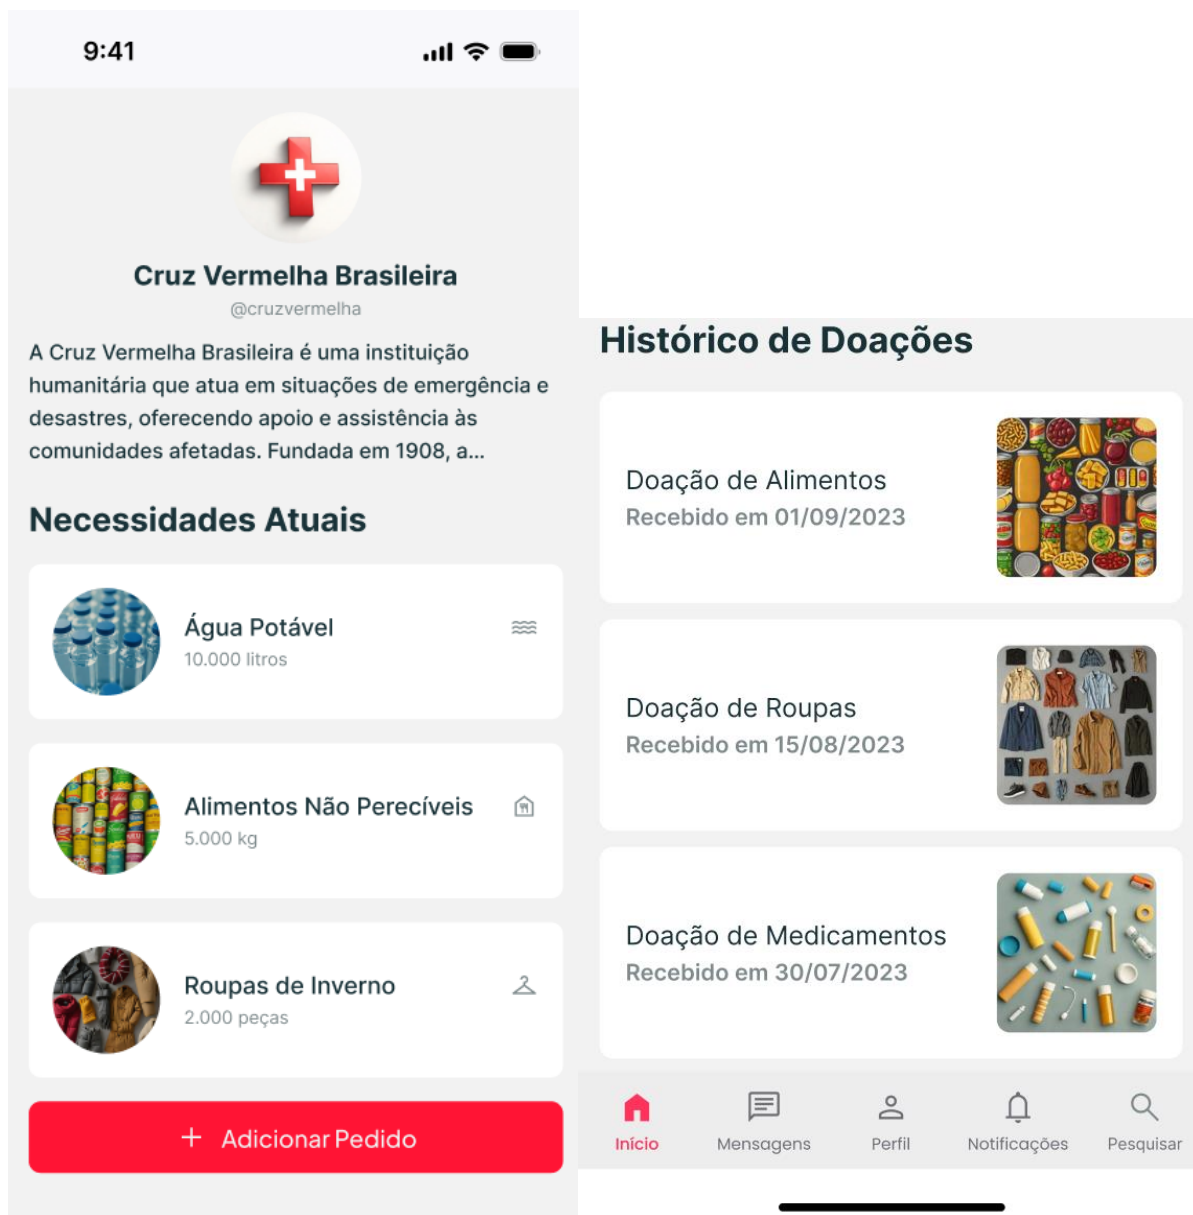 9:41
Cruz Vermelha Brasileira
@cruzvermelha
A Cruz Vermelha Brasileira é uma instituição
humanitária que atua em situações de emergência e
desastres, oferecendo apoio e assistência às
comunidades afetadas. Fundada em 1908, a...
Necessidades Atuais
Água Potável
10.000 litros
Alimentos Não Perecíveis
5.000 kg
Roupas de Inverno
2.000 peças
+ Adicionar Pedido
Histórico de Doações
Doação de Alimentos
Recebido em 01/09/2023
Doação de Roupas
Recebido em 15/08/2023
Doação de Medicamentos
Recebido em 30/07/2023
Início
Mensagens
Perfil
Notificações
Pesquisar